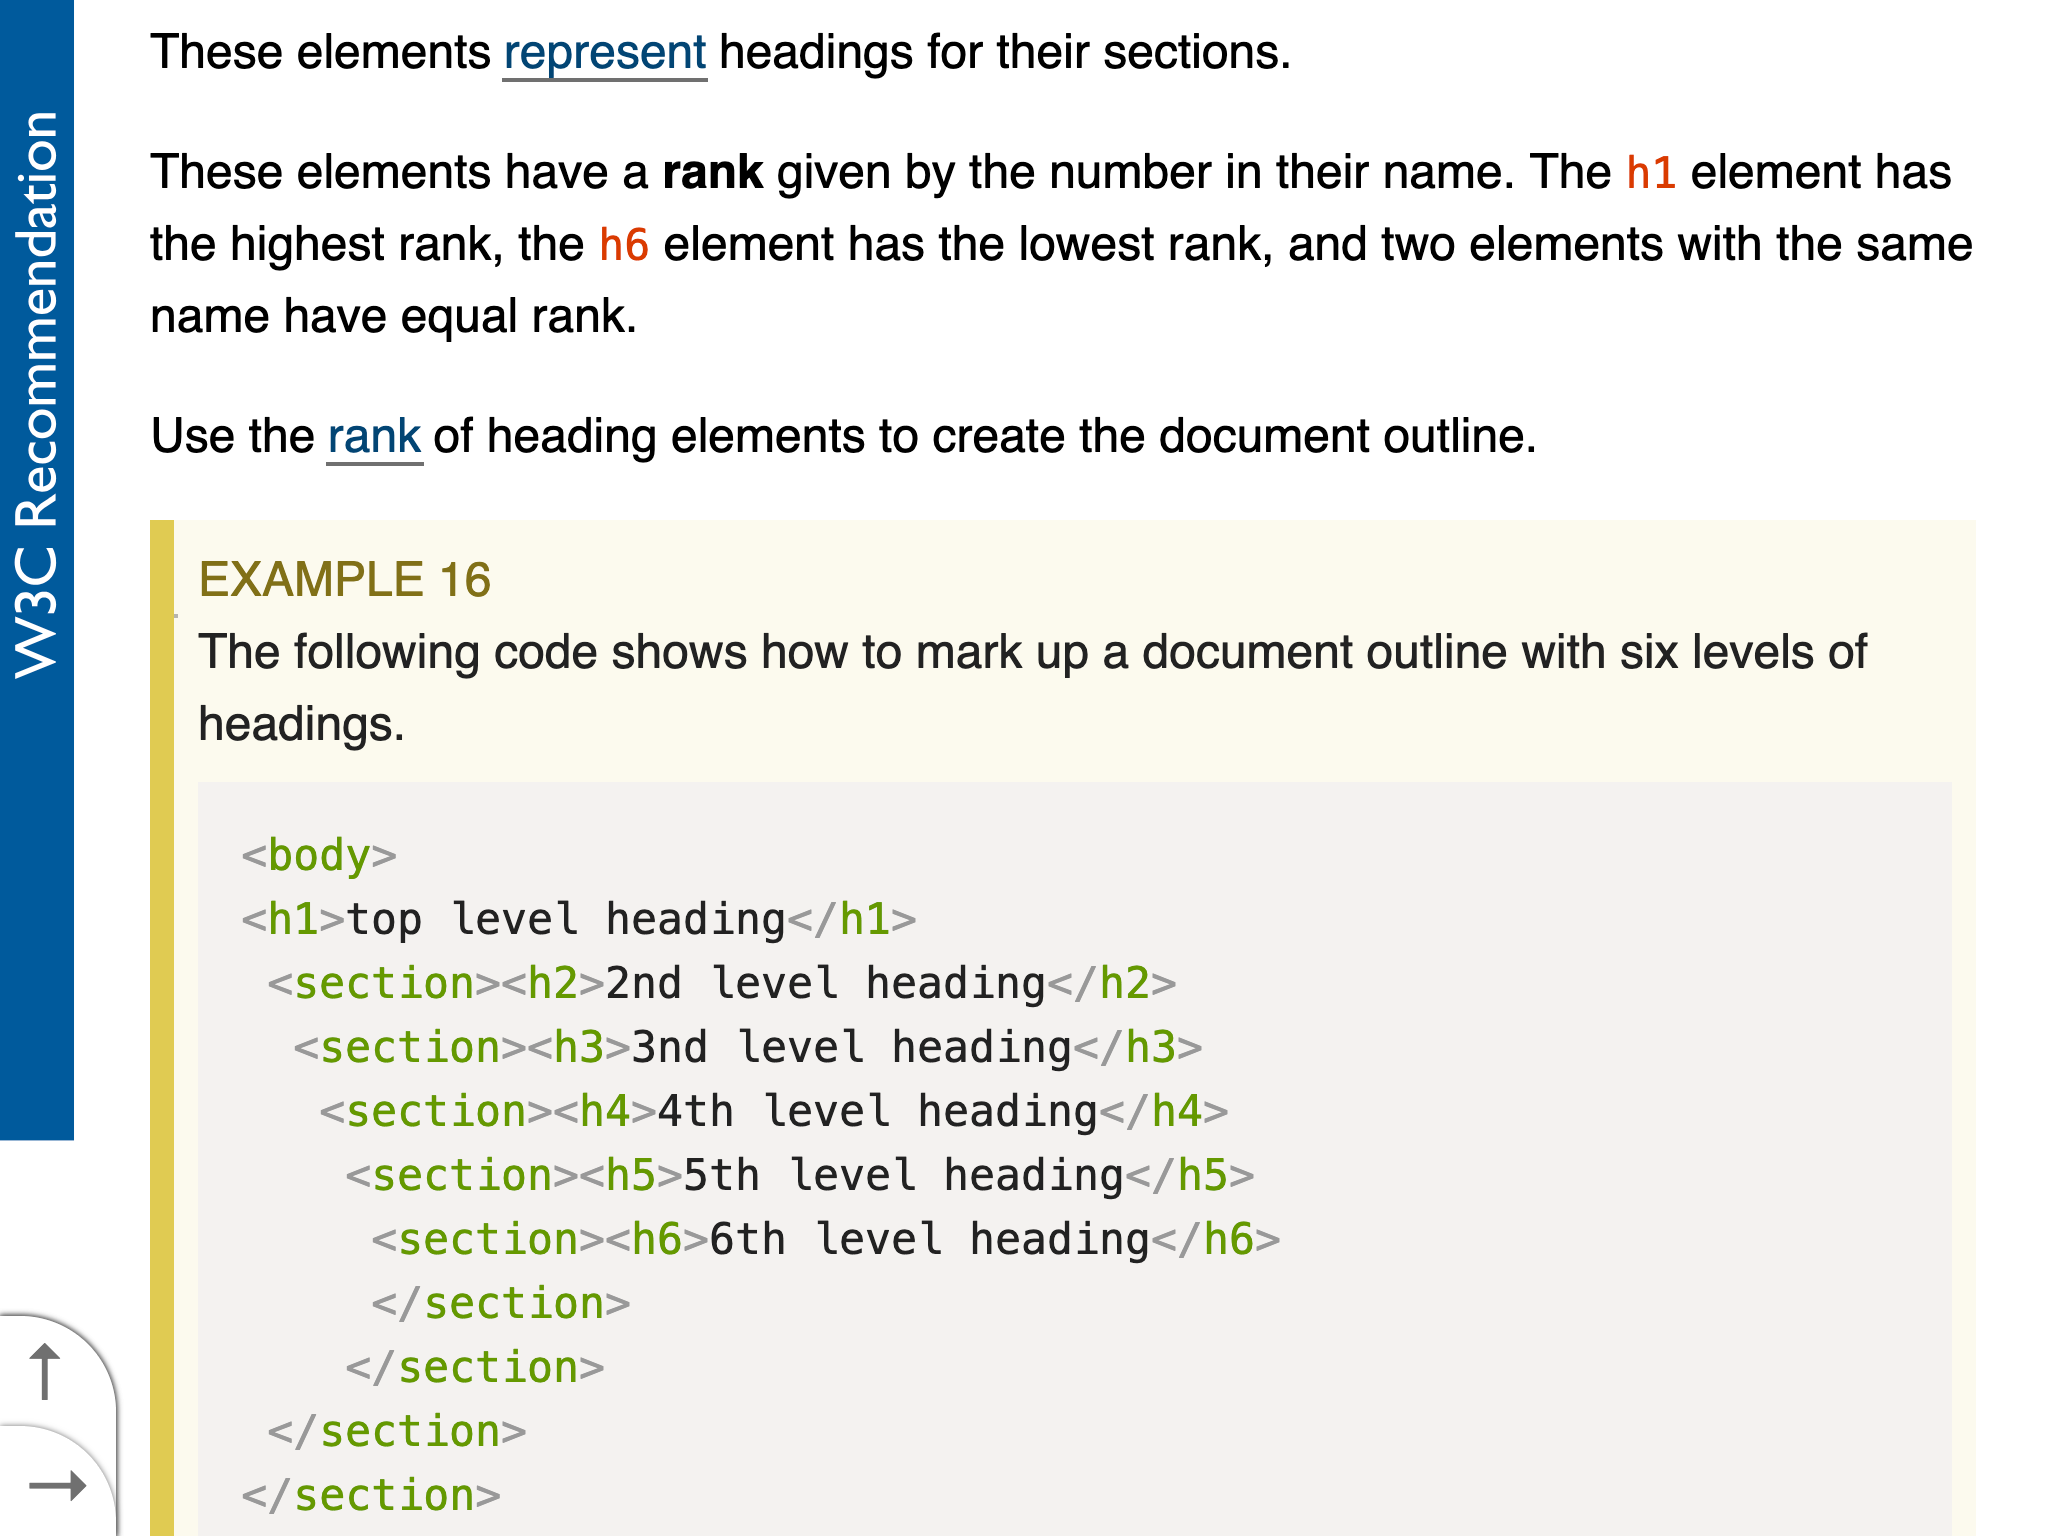 W3C Recommendation
These elements represent headings for their sections.
These elements have a rank given by the number in their name. The h1 element has
the highest rank, the h6 element has the lowest rank, and two elements with the same
name have equal rank.
Use the rank of heading elements to create the document outline.
EXAMPLE 16
The following code shows how to mark up a document outline with six levels of
headings.
<body>
<h1>top level heading</h1>
 <section><h2>2nd level heading</h2>
  <section><h3>3nd level heading</h3>
   <section><h4>4th level heading</h4>
    <section><h5>5th level heading</h5>
     <section><h6>6th level heading</h6>
     </section>
    </section>
 </section>
</section>